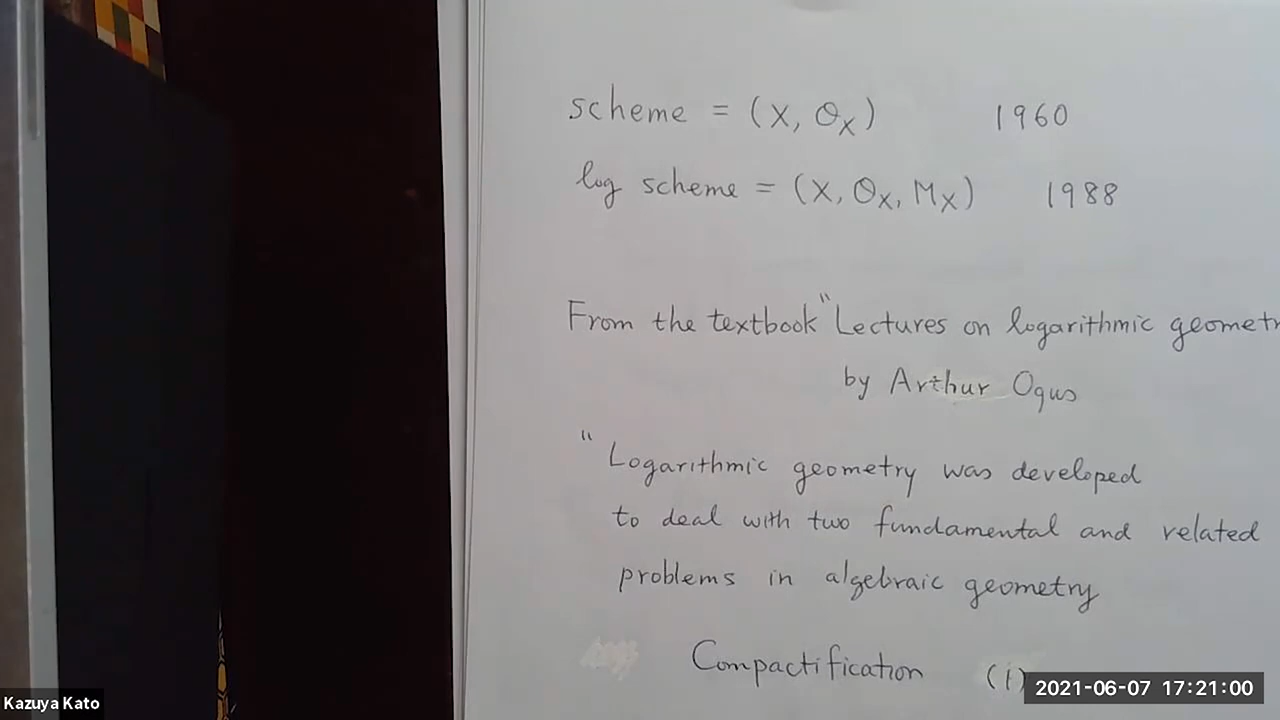 scheme = (X, O_X) 1960
log scheme = (X, O_X, M_X) 1988
From the textbook "Lectures on logarithmic geometr
by Arthur Ogus
"Logarithmic geometry was developed
to deal with two fundamental and related
problems in algebraic geometry
Compactification (i)
2021-06-07 17:21:00
Kazuya Kato